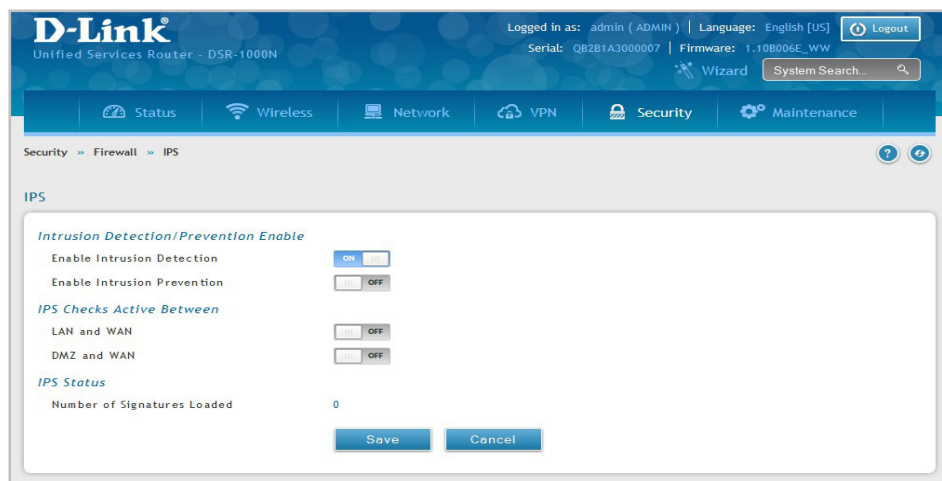 D-Link®
Unified Services Router - DSR-1000N
Logged in as: admin ( ADMIN ) | Language: English [US]
Logout
Serial: QB2B1A3000007 | Firmware: 1.10B006E_WW
Wizard
System Search...
Status
Wireless
Network
VPN
Security
Maintenance
Security » Firewall » IPS
?
IPS
Intrusion Detection/Prevention Enable
Enable Intrusion Detection ON
Enable Intrusion Prevention OFF
IPS Checks Active Between
LAN and WAN OFF
DMZ and WAN OFF
IPS Status
Number of Signatures Loaded 0
Save
Cancel